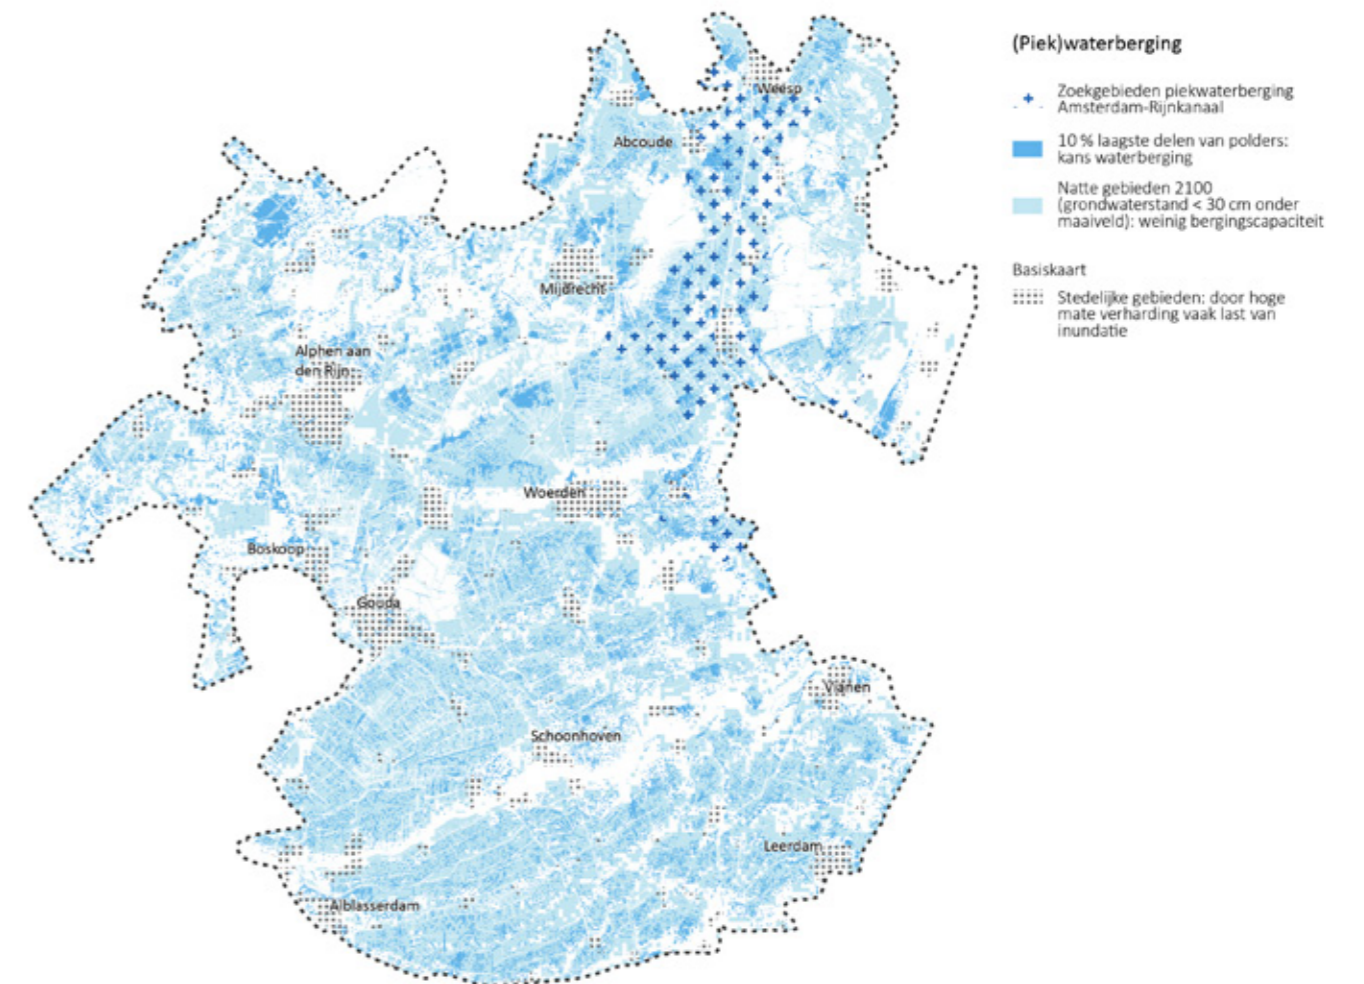 (Piek)waterberging
Zoekgebieden piekwaterberging
Amsterdam-Rijnkanaal
10 % laagste delen van polders:
kans waterberging
Natte gebieden 2100
(grondwaterstand < 30 cm onder
maaiveld): weinig bergingscapaciteit
Basiskaart
Stedelijke gebieden: door hoge
mate verharding vaak last van
inundatie
Weesp
Abcoude
Mijdrecht
Alphen aan
den Rijn
Woerden
Boskoop
Gouda
Vianen
Schoonhoven
Leerdam
Alblasserdam